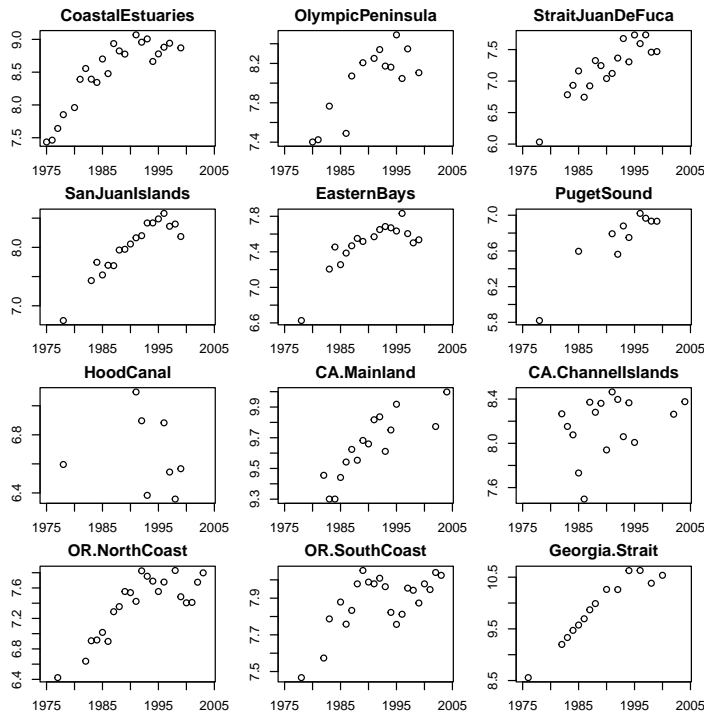 CoastalEstuaries OlympicPeninsula StraitJuanDeFuca
9.0 8.5 8.0 7.5
8.2 7.8 7.4
7.5 7.0 6.5 6.0
1975 1985 1995 2005 1975 1985 1995 2005 1975 1985 1995 2005
SanJuanIslands EasternBays PugetSound
8.0 7.0
7.8 7.4 7.0 6.6
7.0 6.6 6.2 5.8
1975 1985 1995 2005 1975 1985 1995 2005 1975 1985 1995 2005
HoodCanal CA.Mainland CA.ChannelIslands
6.8 6.4
9.9 9.7 9.5 9.3
8.4 8.0 7.6
1975 1985 1995 2005 1975 1985 1995 2005 1975 1985 1995 2005
OR.NorthCoast OR.SouthCoast Georgia.Strait
7.6 7.2 6.8 6.4
7.9 7.7 7.5
10.5 9.5 8.5
1975 1985 1995 2005 1975 1985 1995 2005 1975 1985 1995 2005